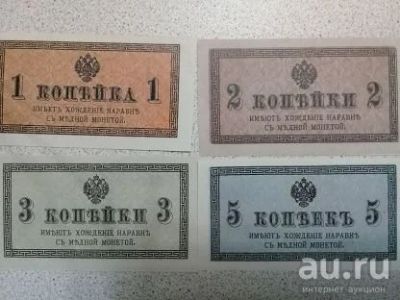 1 КОПѢЙКА 1
ИМѢЮТЪ ХОЖДЕНІЕ НАРАВНѢ
СЪ МѢДНОЙ МОНЕТОЙ.
2 КОПѢЙКИ 2
ИМѢЮТЪ ХОЖДЕНІЕ НАРАВНѢ
СЪ МѢДНОЙ МОНЕТОЙ.
3 КОПѢЙКИ 3
ИМѢЮТЪ ХОЖДЕНІЕ НАРАВНѢ
СЪ МѢДНОЙ МОНЕТОЙ.
5 КОПѢЕКЪ 5
ИМѢЮТЪ ХОЖДЕНІЕ НАРАВНѢ
СЪ МѢДНОЙ МОНЕТОЙ.
au.ru
интернет аукцион